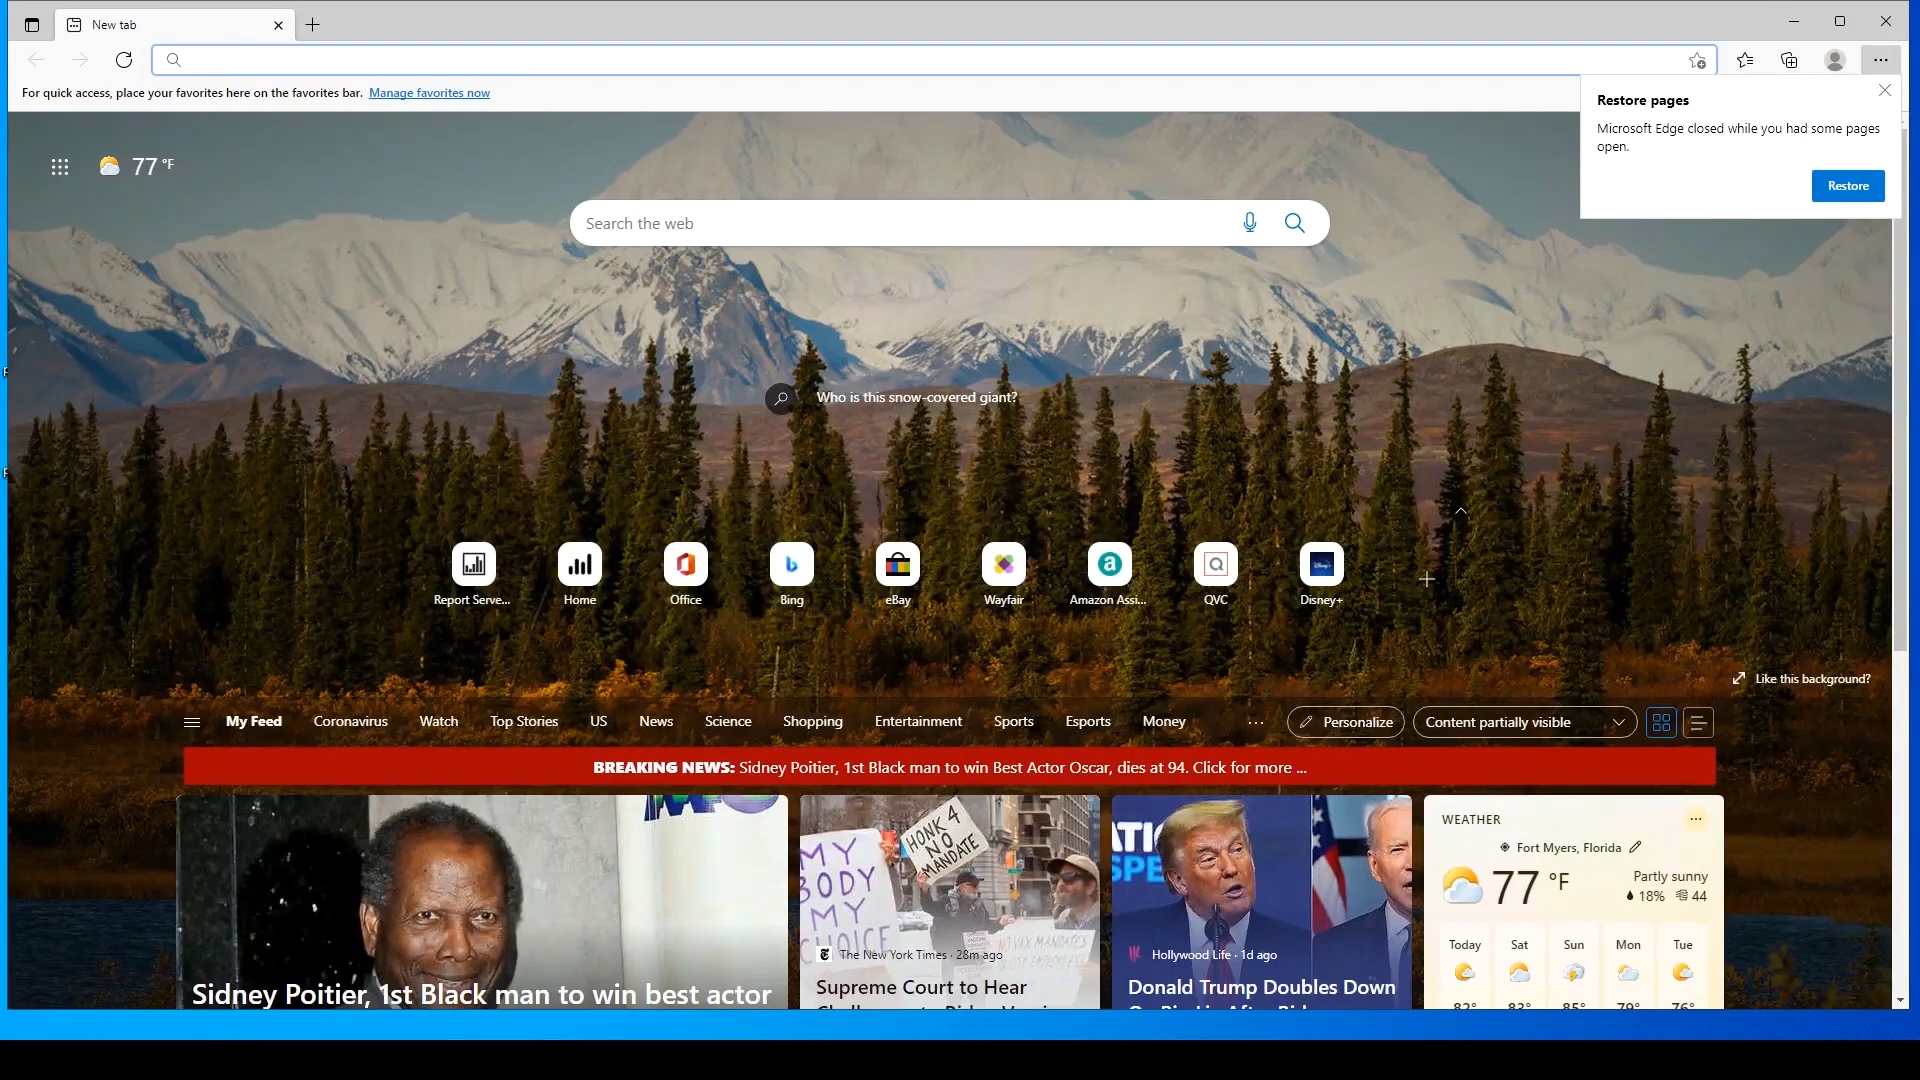 New tab
For quick access, place your favorites here on the favorites bar. Manage favorites now
Restore pages
Microsoft Edge closed while you had some pages
open.
Restore
77 °F
Search the web
Who is this snow-covered giant?
Report Serve...
Home
Office
Bing
eBay
Wayfair
Amazon Assi...
QVC
Disney+
Like this background?
My Feed
Coronavirus
Watch
Top Stories
US
News
Science
Shopping
Entertainment
Sports
Esports
Money
Personalize
Content partially visible
BREAKING NEWS: Sidney Poitier, 1st Black man to win Best Actor Oscar, dies at 94. Click for more ...
Sidney Poitier, 1st Black man to win best actor
MY
BODY
MY
CHOICE
HONK 4
NO
MANDATE
The New York Times · 28m ago
Supreme Court to Hear
Hollywood Life · 1d ago
Donald Trump Doubles Down
WEATHER
Fort Myers, Florida
77 °F
Partly sunny
18% 44
Today
Sat
Sun
Mon
Tue
82°
83°
85°
79°
76°